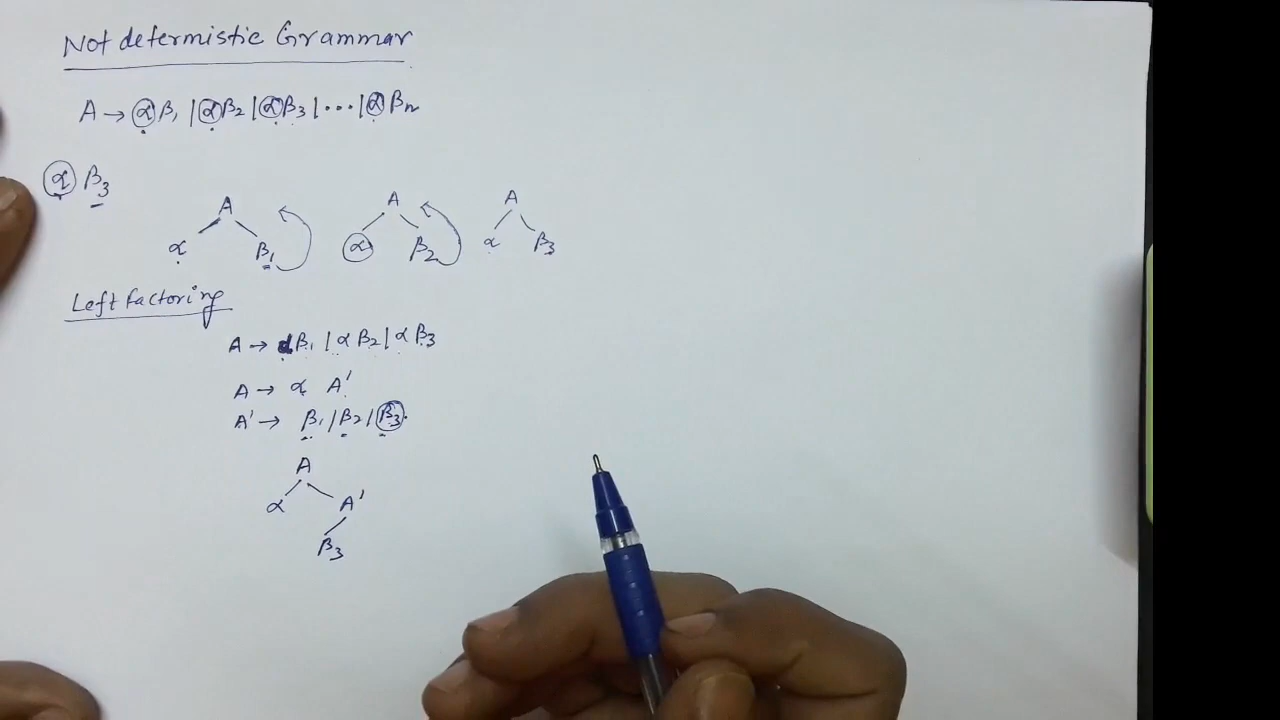 Not determistic Grammar
A → αβ1 | αβ2 | αβ3 | ... | αβn
α β3
A A A
α β1 α β2 α β3
Left factoring
A → αβ1 | αβ2 | αβ3
A → α A'
A' → β1 | β2 | β3.
A
α A'
β3